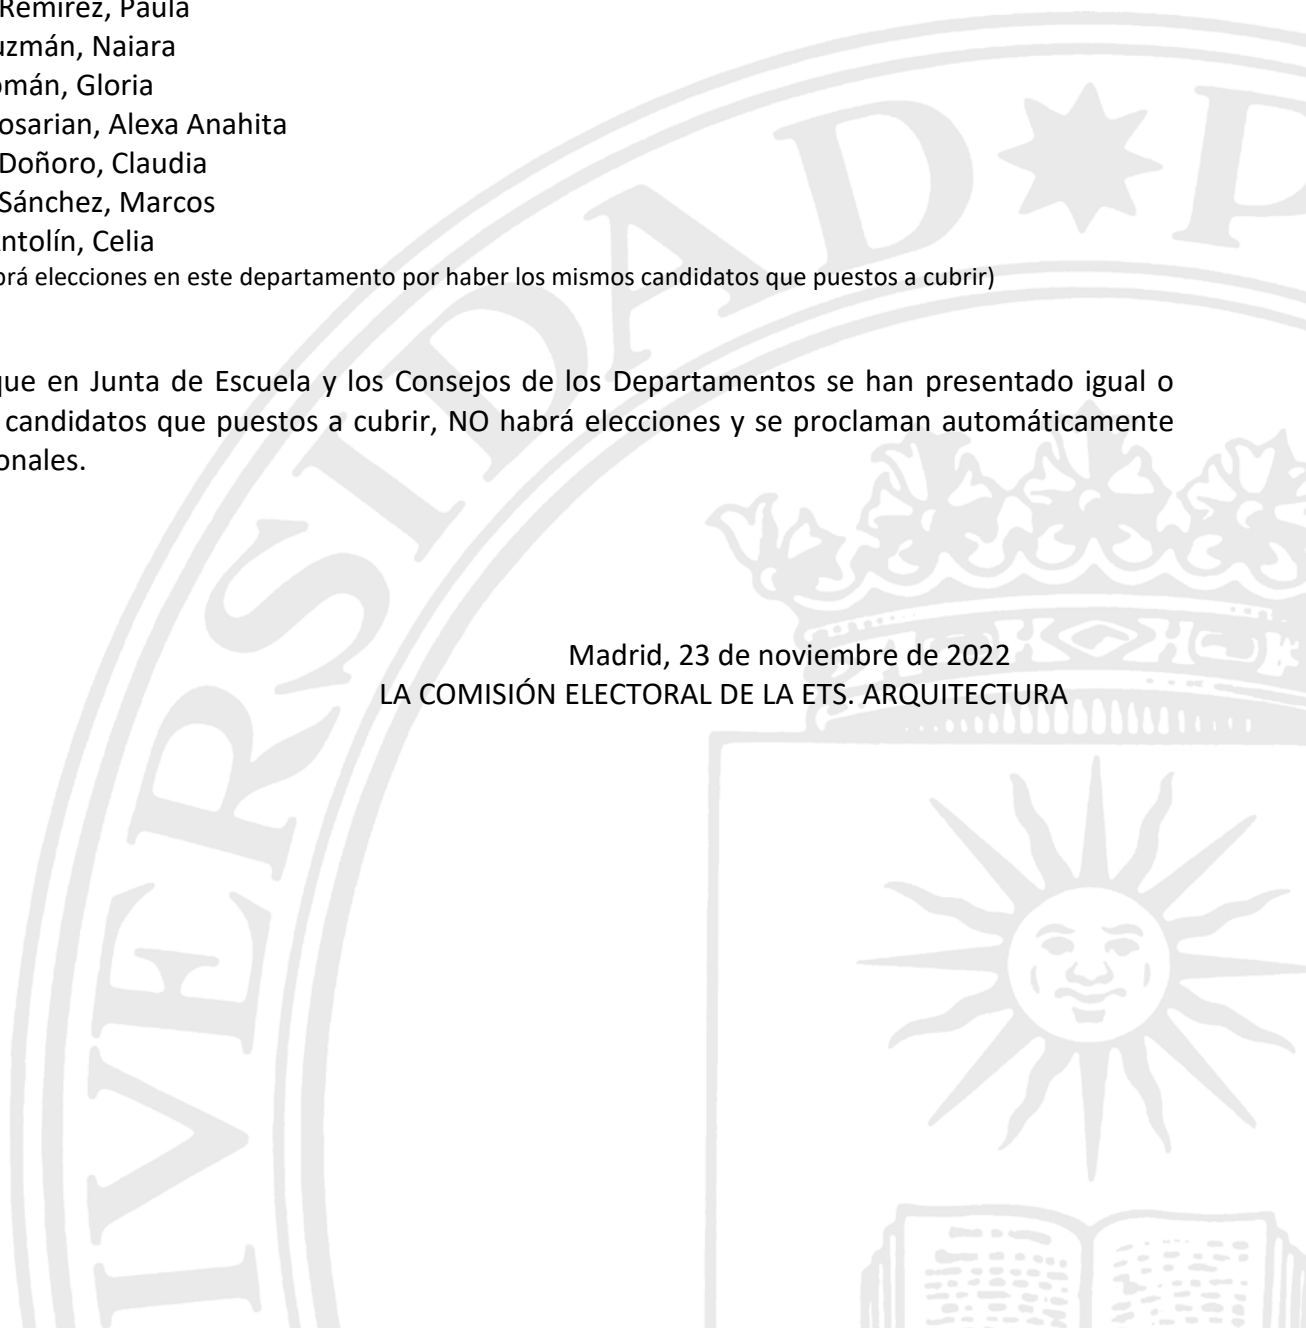 Remírez, Paula
uzmán, Naiara
omán, Gloria
osarian, Alexa Anahita
Doñoro, Claudia
Sánchez, Marcos
ntolín, Celia
brá elecciones en este departamento por haber los mismos candidatos que puestos a cubrir)
que en Junta de Escuela y los Consejos de los Departamentos se han presentado igual o
candidatos que puestos a cubrir, NO habrá elecciones y se proclaman automáticamente
onales.
Madrid, 23 de noviembre de 2022
LA COMISIÓN ELECTORAL DE LA ETS. ARQUITECTURA
IVERSIDAD P